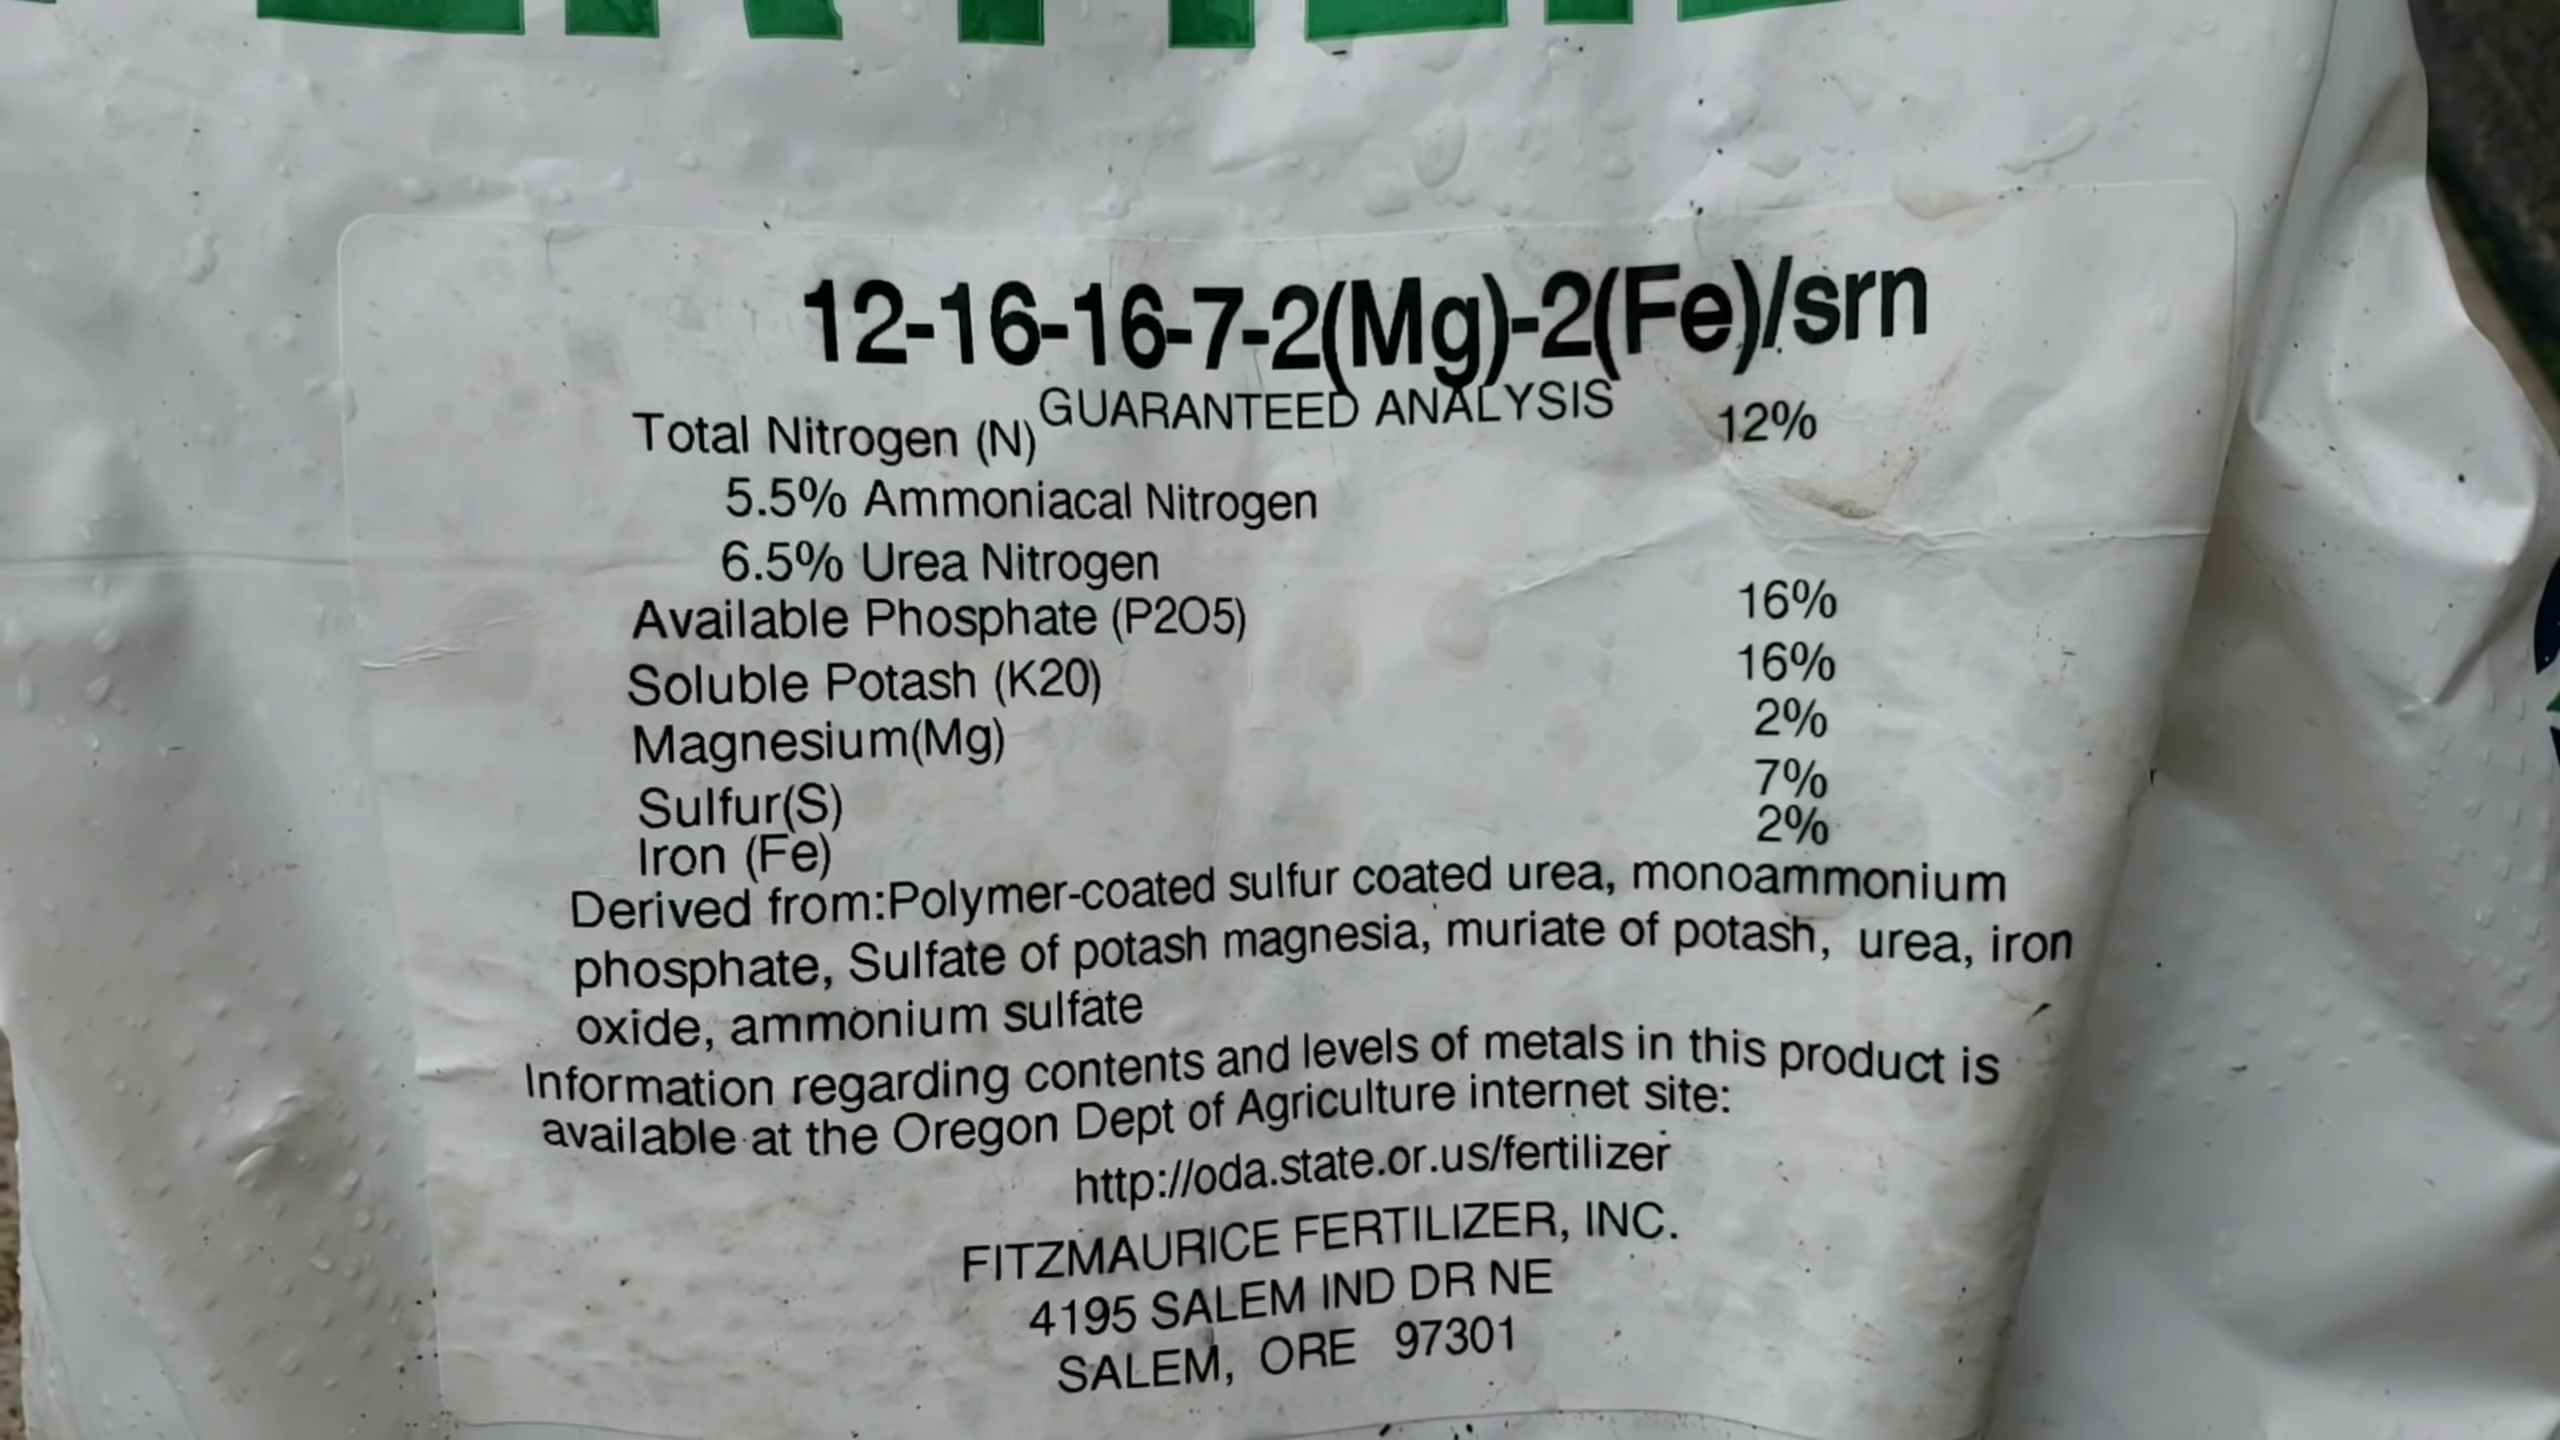 12-16-16-7-2(Mg)-2(Fe)/srn
GUARANTEED ANALYSIS
Total Nitrogen (N) 12%
5.5% Ammoniacal Nitrogen
6.5% Urea Nitrogen
Available Phosphate (P2O5) 16%
Soluble Potash (K20) 16%
Magnesium(Mg) 2%
Sulfur(S) 7%
Iron (Fe) 2%
Derived from:Polymer-coated sulfur coated urea, monoammonium
phosphate, Sulfate of potash magnesia, muriate of potash, urea, iron
oxide, ammonium sulfate
Information regarding contents and levels of metals in this product is
available at the Oregon Dept of Agriculture internet site:
http://oda.state.or.us/fertilizer
FITZMAURICE FERTILIZER, INC.
4195 SALEM IND DR NE
SALEM, ORE 97301